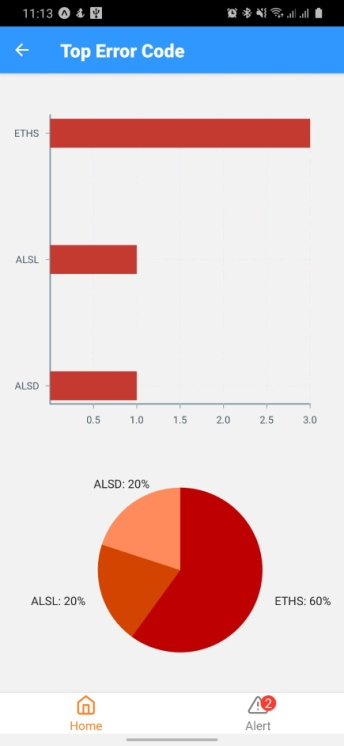 11:13
Top Error Code
ETHS
ALSL
ALSD
0.5 1.0 1.5 2.0 2.5 3.0
ALSD: 20%
ALSL: 20%
ETHS: 60%
2
Home Alert